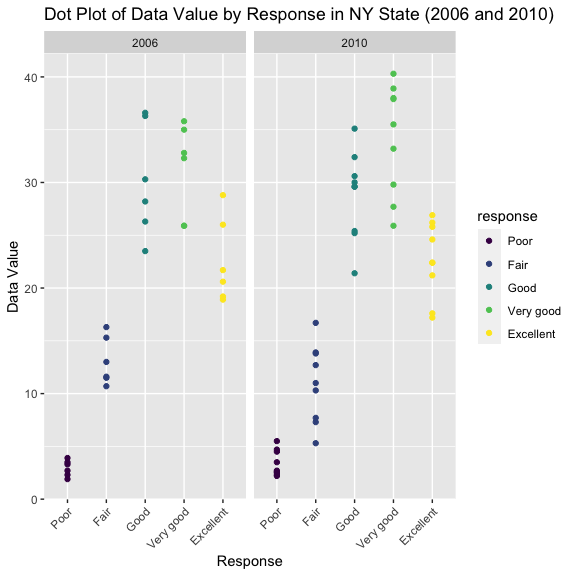 Dot Plot of Data Value by Response in NY State (2006 and 2010)
2006
2010
40
30
20
10
0
Data Value
Poor
Fair
Good
Very good
Excellent
Poor
Fair
Good
Very good
Excellent
Response
response
Poor
Fair
Good
Very good
Excellent